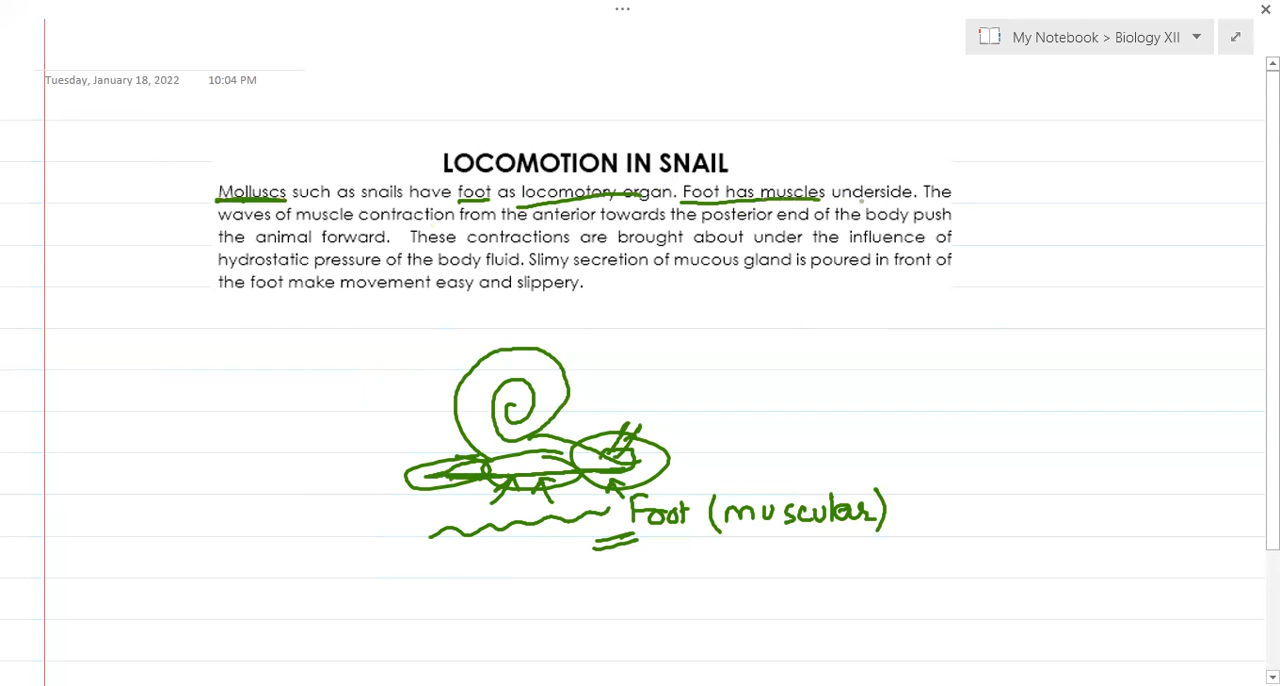 My Notebook > Biology XII
Tuesday, January 18, 2022 10:04 PM
LOCOMOTION IN SNAIL
Molluscs such as snails have foot as locomotory organ. Foot has muscles underside. The
waves of muscle contraction from the anterior towards the posterior end of the body push
the animal forward. These contractions are brought about under the influence of
hydrostatic pressure of the body fluid. Slimy secretion of mucous gland is poured in front of
the foot make movement easy and slippery.
Foot (muscular)